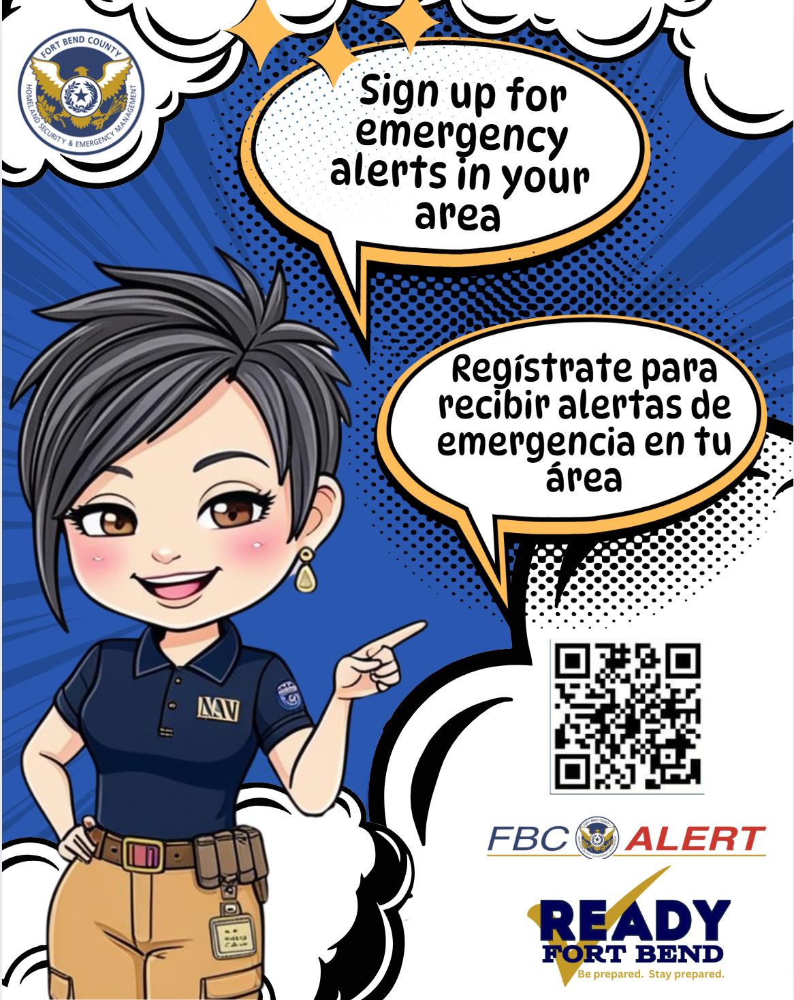 FORT BEND COUNTY
HOMELAND SECURITY & EMERGENCY MANAGEMENT
Sign up for
emergency
alerts in your
area
Regístrate para
recibir alertas de
emergencia en tu
área
FBC ALERT
READY
FORT BEND
Be prepared. Stay prepared.